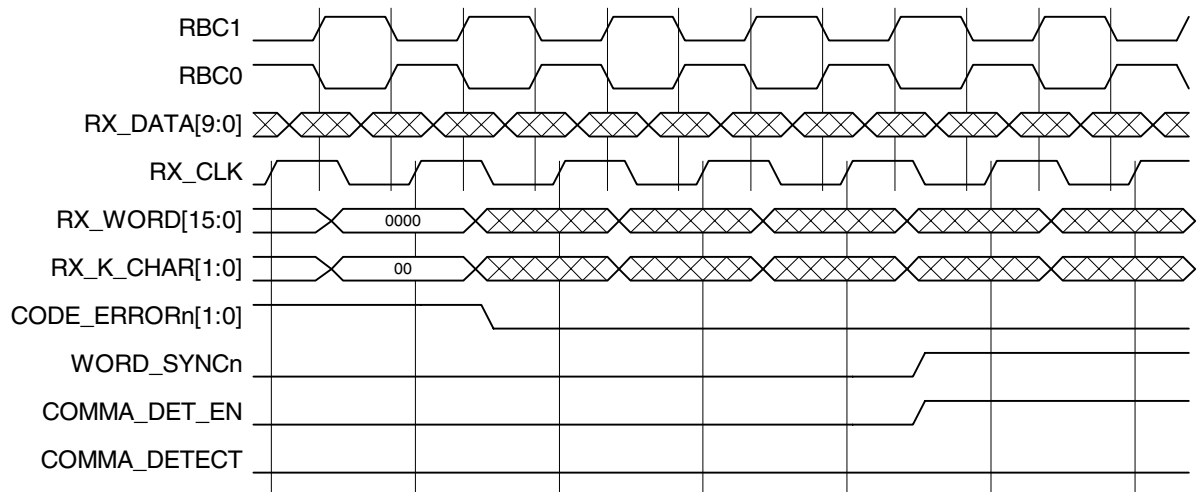 RBC1
RBC0
RX_DATA[9:0]
RX_CLK
RX_WORD[15:0] 0000
RX_K_CHAR[1:0] 00
CODE_ERRORn[1:0]
WORD_SYNCn
COMMA_DET_EN
COMMA_DETECT